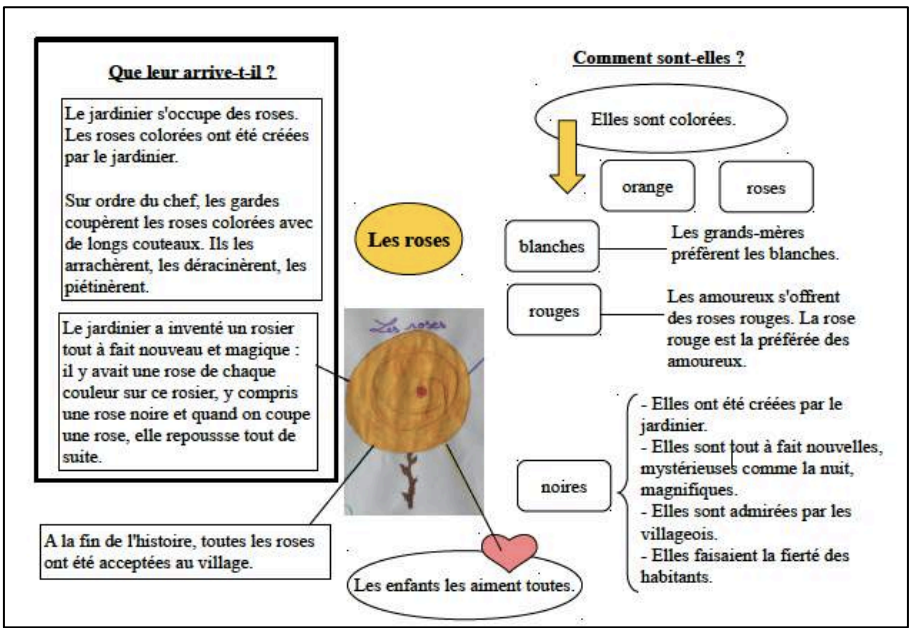 Que leur arrive-t-il ?
Le jardinier s'occupe des roses.
Les roses colorées ont été créées
par le jardinier.
Sur ordre du chef, les gardes
coupèrent les roses colorées avec
de longs couteaux. Ils les
arrachèrent, les déracinèrent, les
piétinèrent.
Le jardinier a inventé un rosier
tout à fait nouveau et magique :
il y avait une rose de chaque
couleur sur ce rosier, y compris
une rose noire et quand on coupe
une rose, elle repoussse tout de
suite.
A la fin de l'histoire, toutes les roses
ont été acceptées au village.
Les roses
Les roses
Les enfants les aiment toutes.
Comment sont-elles ?
Elles sont colorées.
orange
roses
blanches
Les grands-mères
préfèrent les blanches.
rouges
Les amoureux s'offrent
des roses rouges. La rose
rouge est la préférée des
amoureux.
noires
- Elles ont été créées par le
jardinier.
- Elles sont tout à fait nouvelles,
mystérieuses comme la nuit,
magnifiques.
- Elles sont admirées par les
villageois.
- Elles faisaient la fierté des
habitants.